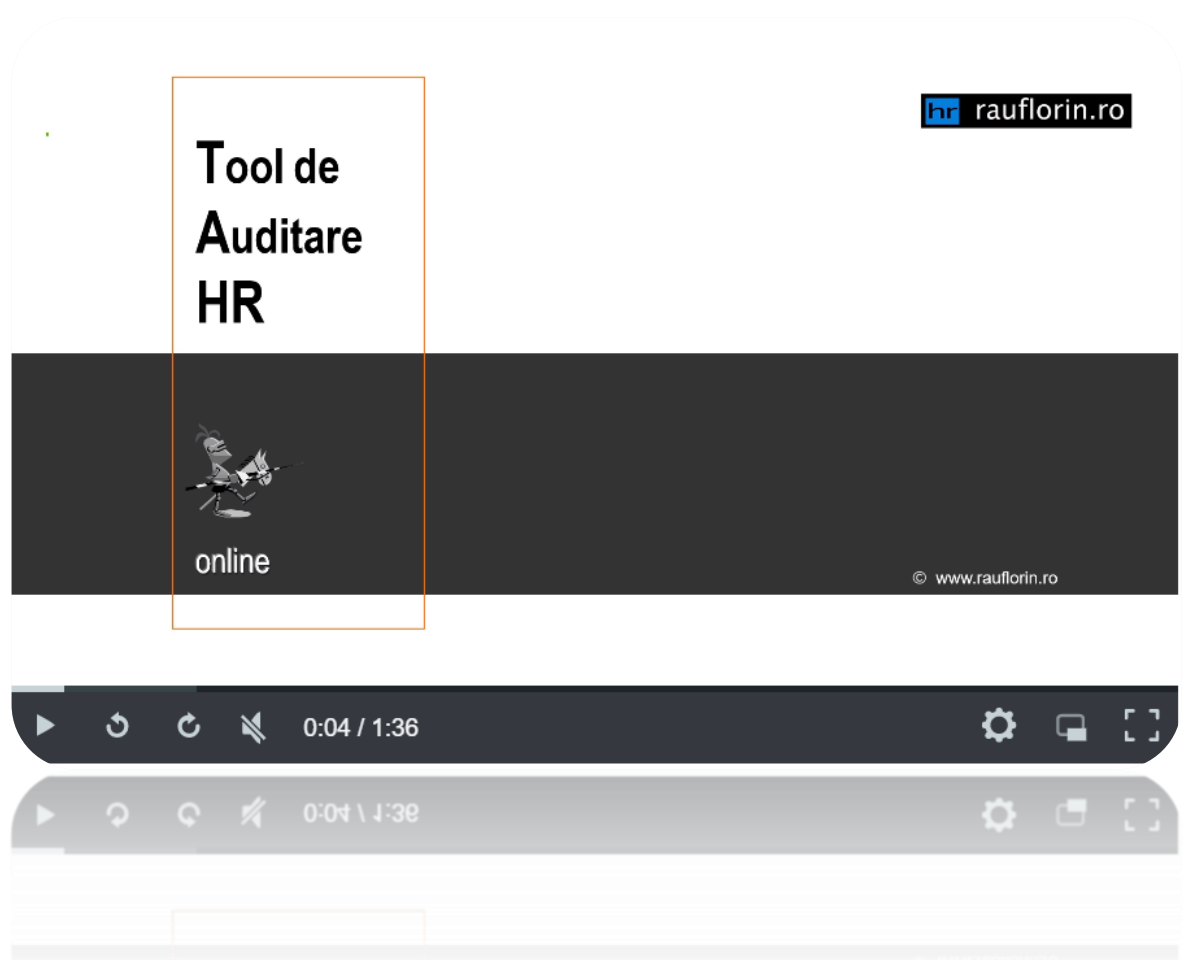 hr rauflorin.ro
Tool de
Auditare
HR
online
© www.rauflorin.ro
0:04 / 1:36